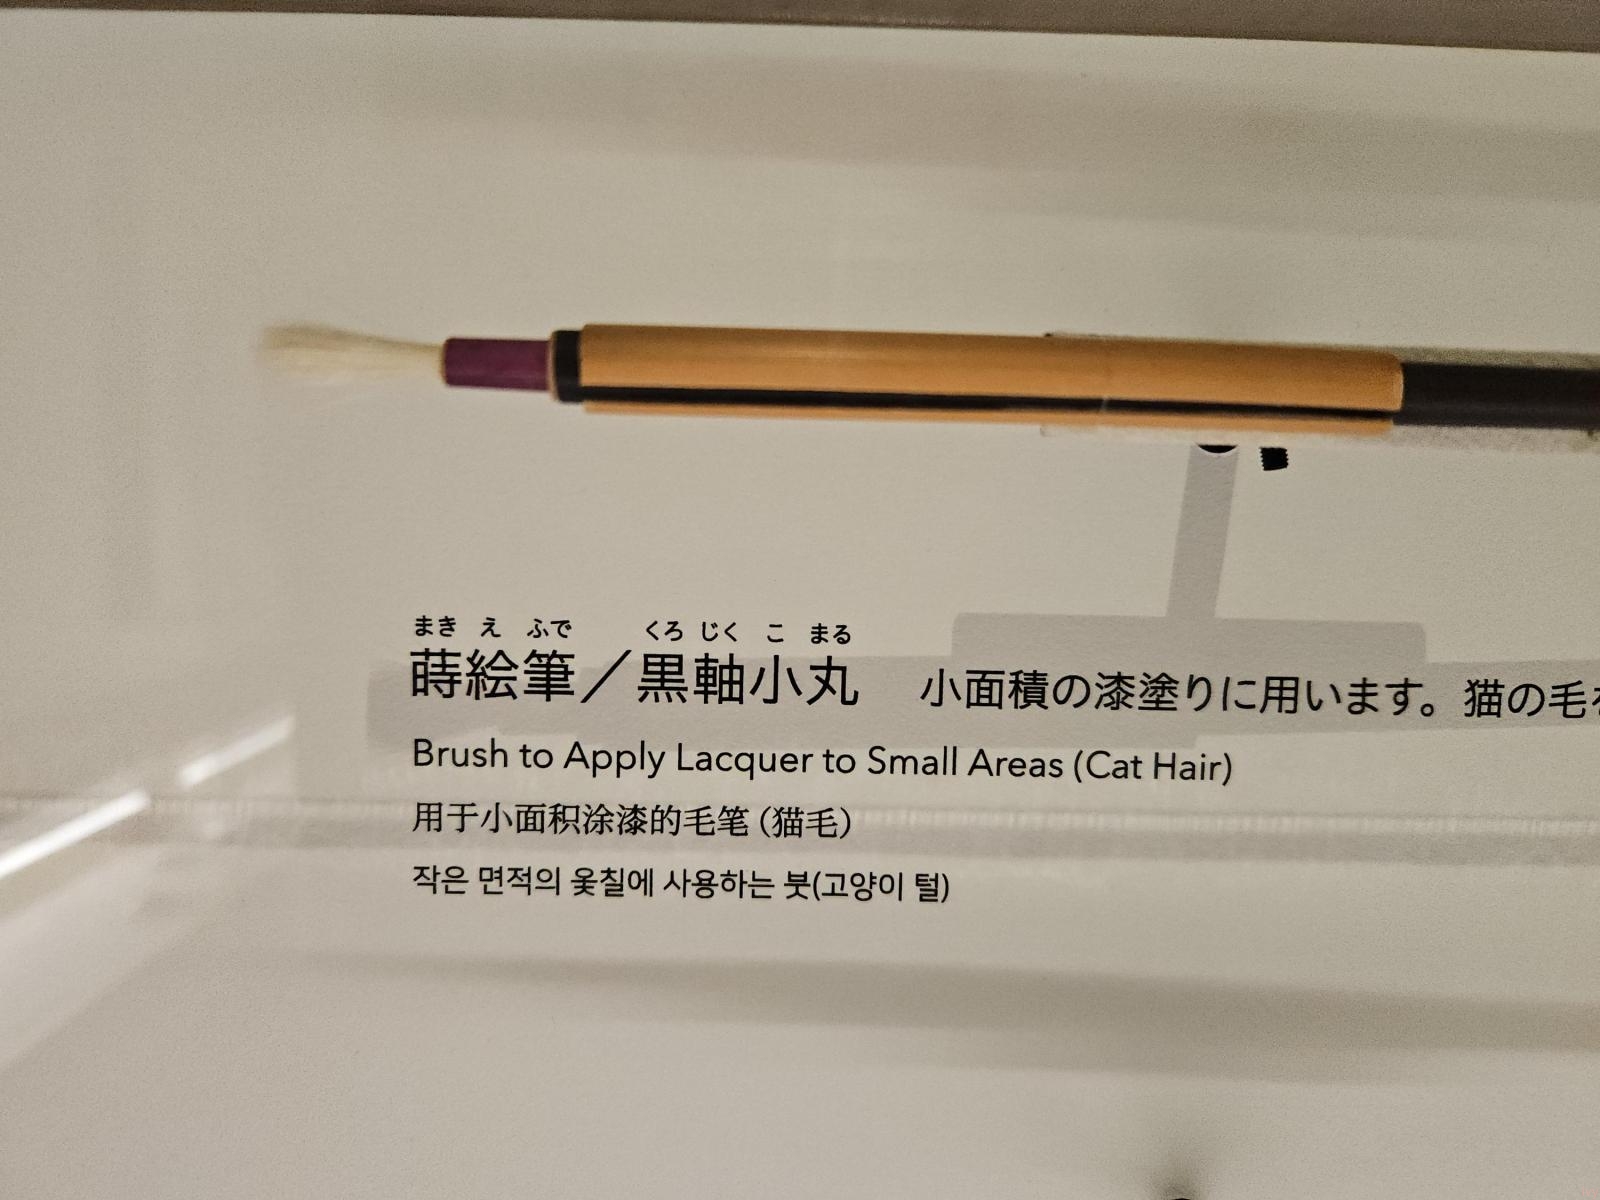 まき え ふで くろ じく こ まる
蒔絵筆／黒軸小丸 小面積の漆塗りに用います。猫の毛
Brush to Apply Lacquer to Small Areas (Cat Hair)
用于小面积涂漆的毛笔（猫毛）
작은 면적의 옻칠에 사용하는 붓(고양이 털)